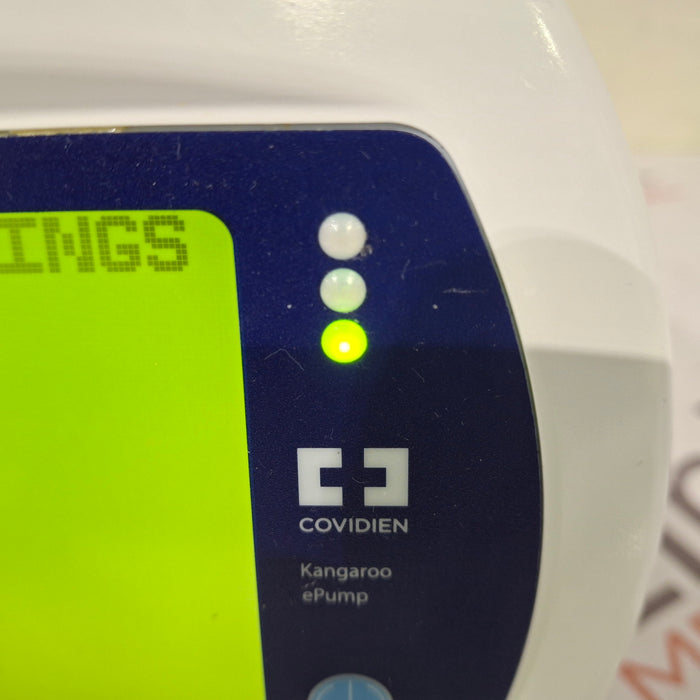 INGS
COVIDIEN
Kangaroo
ePump